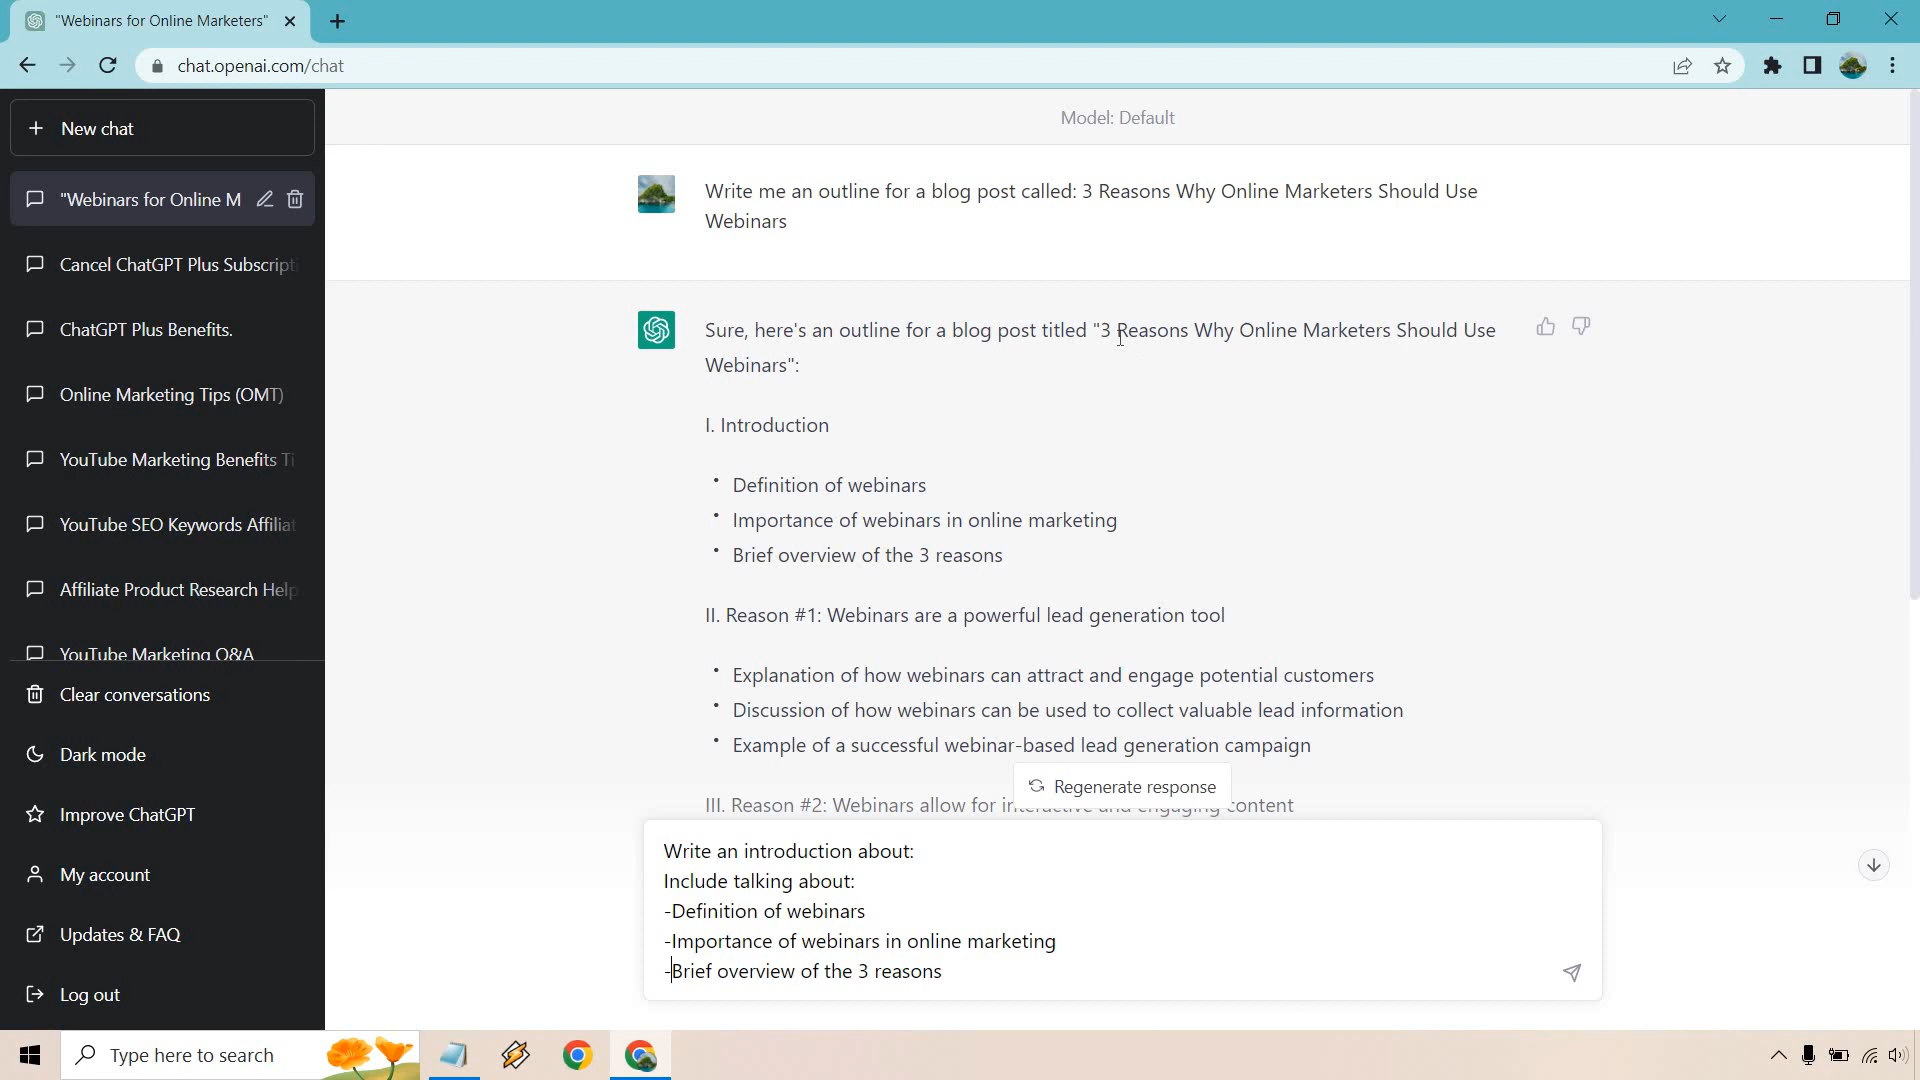 "Webinars for Online Marketers"
chat.openai.com/chat
New chat
"Webinars for Online M
Cancel ChatGPT Plus Subscripti
ChatGPT Plus Benefits.
Online Marketing Tips (OMT)
YouTube Marketing Benefits Ti
YouTube SEO Keywords Affiliat
Affiliate Product Research Help
YouTube Marketing Q&A
Clear conversations
Dark mode
Improve ChatGPT
My account
Updates & FAQ
Log out
Model: Default
Write me an outline for a blog post called: 3 Reasons Why Online Marketers Should Use
Webinars
Sure, here's an outline for a blog post titled "3 Reasons Why Online Marketers Should Use
Webinars":
I. Introduction
• Definition of webinars
• Importance of webinars in online marketing
• Brief overview of the 3 reasons
II. Reason #1: Webinars are a powerful lead generation tool
• Explanation of how webinars can attract and engage potential customers
• Discussion of how webinars can be used to collect valuable lead information
• Example of a successful webinar-based lead generation campaign
Regenerate response
III. Reason #2: Webinars allow for interactive and engaging content
Write an introduction about:
Include talking about:
-Definition of webinars
-Importance of webinars in online marketing
-Brief overview of the 3 reasons
Type here to search